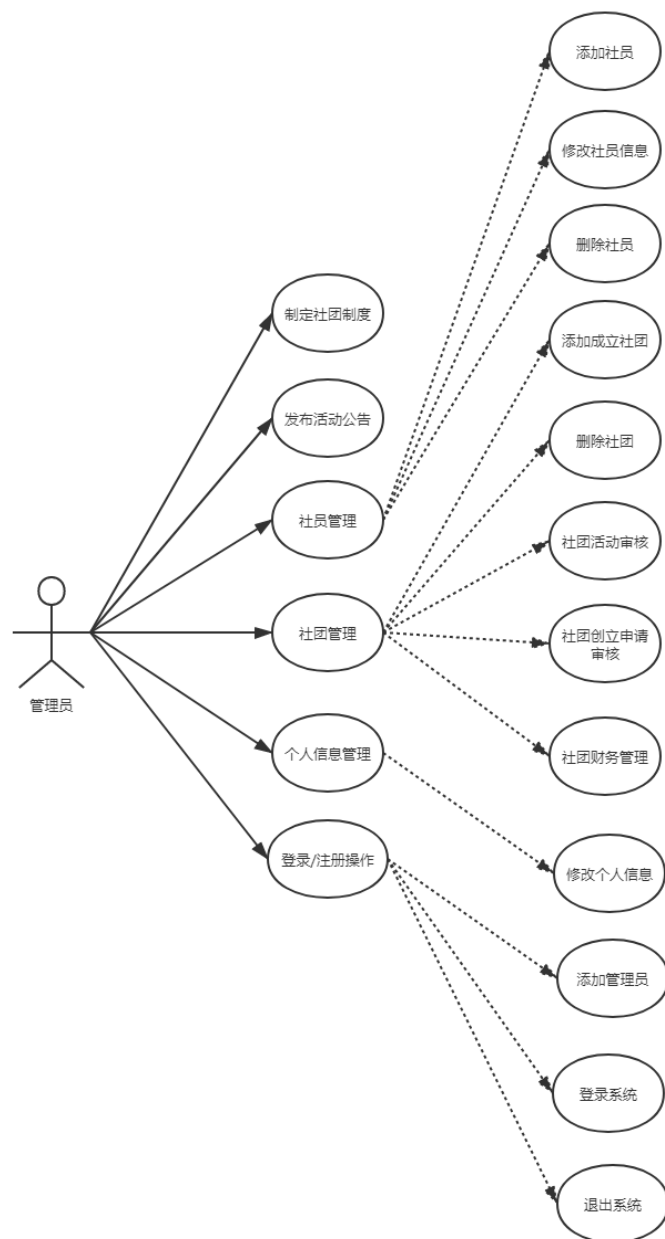 添加社员
修改社员信息
删除社员
制定社团制度
添加成立社团
发布活动公告
删除社团
社员管理
社团活动审核
社团管理
社团创立申请
审核
管理员
个人信息管理
社团财务管理
登录/注册操作
修改个人信息
添加管理员
登录系统
退出系统